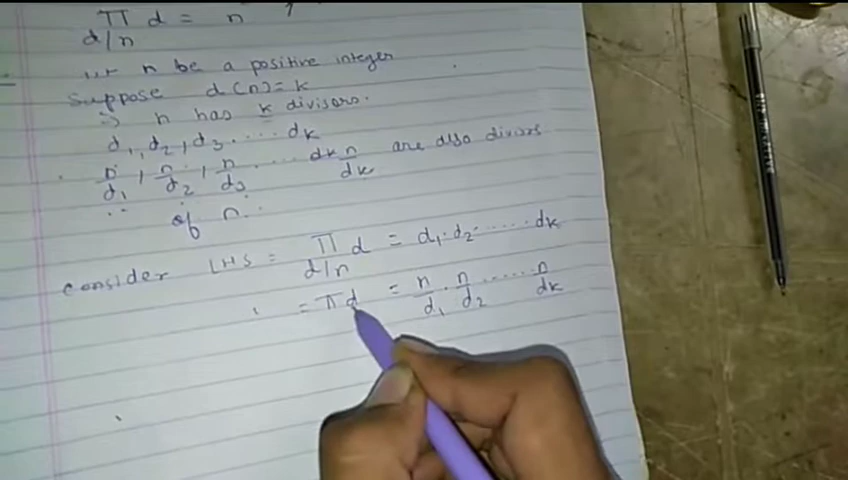 Π d = n
d/n
n be a positive integer
Suppose d(n) = k
⇒ n has k divisors.
d₁, d₂, d₃ .... dk
n/d₁, n/d₂, n/d₃ .... dk n/dk are also divisors
of n.
Consider LHS = Π d = d₁.d₂ ..... dk
d/n
= πd = n/d₁ . n/d₂ ...... n/dk